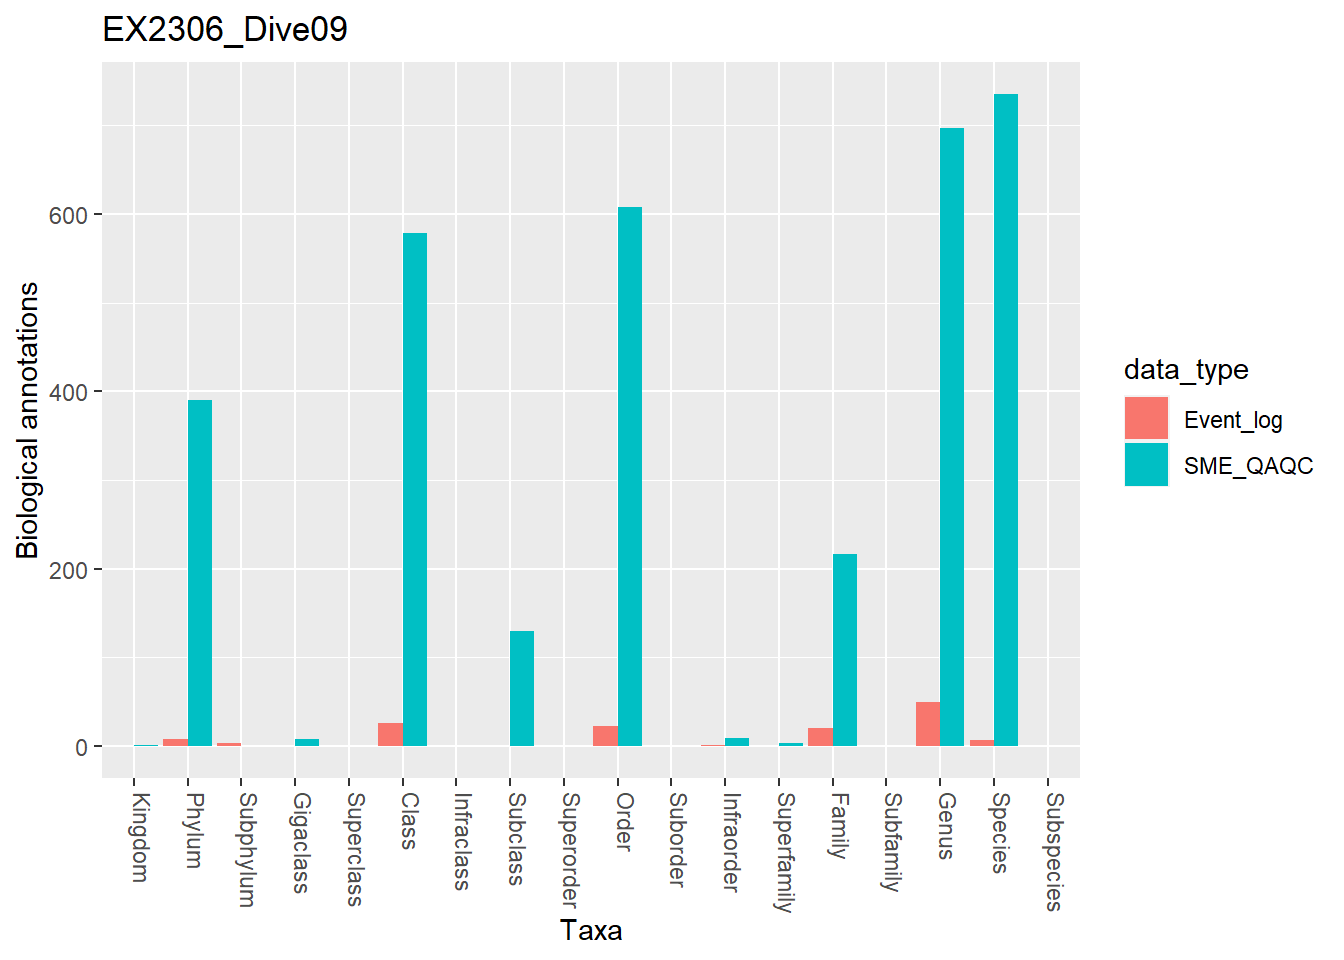 EX2306_Dive09
Biological annotations
600
400
200
0
Kingdom
Phylum
Subphylum
Gigaclass
Superclass
Class
Infraclass
Subclass
Superorder
Order
Suborder
Infraorder
Superfamily
Family
Subfamily
Genus
Species
Subspecies
Taxa
data_type
Event_log
SME_QAQC